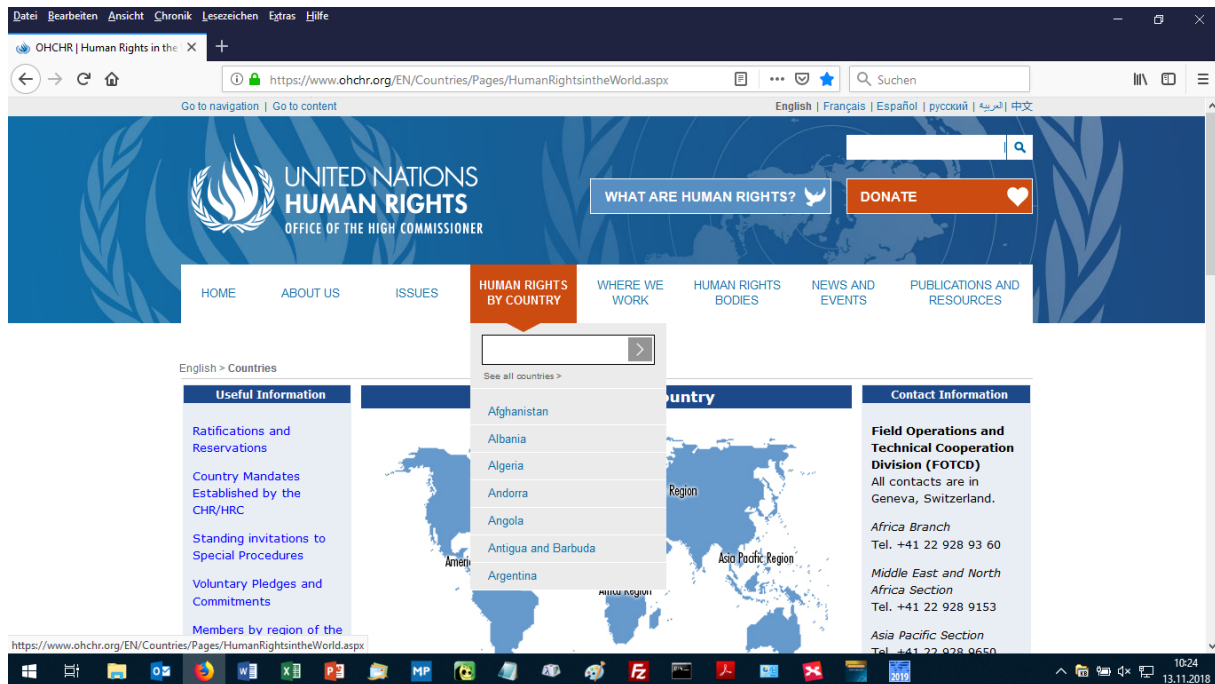 Datei Bearbeiten Ansicht Chronik Lesezeichen Extras Hilfe
OHCHR | Human Rights in the
https://www.ohchr.org/EN/Countries/Pages/HumanRightsintheWorld.aspx
Suchen
Go to navigation | Go to content
English | Français | Español | русский | العربية | 中文
UNITED NATIONS
HUMAN RIGHTS
OFFICE OF THE HIGH COMMISSIONER
WHAT ARE HUMAN RIGHTS?
DONATE
HOME
ABOUT US
ISSUES
HUMAN RIGHTS
BY COUNTRY
WHERE WE
WORK
HUMAN RIGHTS
BODIES
NEWS AND
EVENTS
PUBLICATIONS AND
RESOURCES
See all countries >
Afghanistan
Albania
Algeria
Andorra
Angola
Antigua and Barbuda
Argentina
English > Countries
Useful Information
Ratifications and
Reservations
Country Mandates
Established by the
CHR/HRC
Standing invitations to
Special Procedures
Voluntary Pledges and
Commitments
Members by region of the
untry
Region
Asia Pacific Region
Contact Information
Field Operations and
Technical Cooperation
Division (FOTCD)
All contacts are in
Geneva, Switzerland.
Africa Branch
Tel. +41 22 928 93 60
Middle East and North
Africa Section
Tel. +41 22 928 9153
Asia Pacific Section
Tel. +41 22 928 9650
https://www.ohchr.org/EN/Countries/Pages/HumanRightsintheWorld.aspx
MP
2019
10:24
13.11.2018